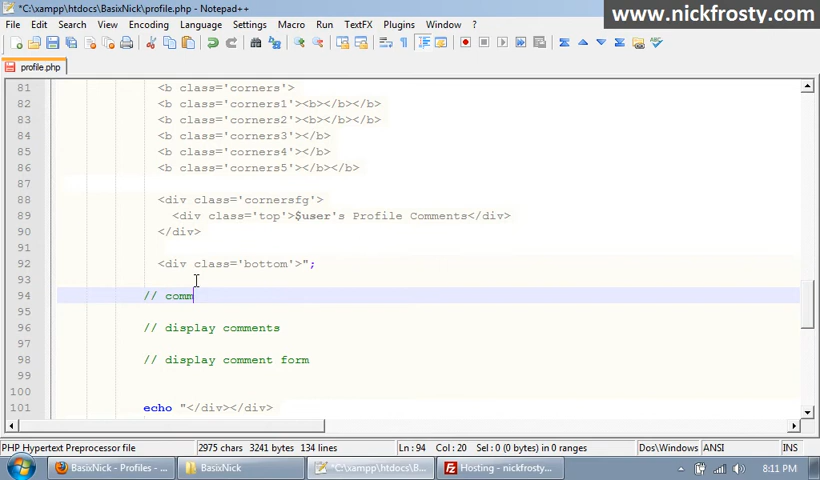 *C:\xampp\htdocs\BasixNick\profile.php - Notepad++
www.nickfrosty.com
File Edit Search View Encoding Language Settings Macro Run TextFX Plugins Window ?
profile.php
81 <b class='corners'>
82 <b class='corners1'><b></b></b>
83 <b class='corners2'><b></b></b>
84 <b class='corners3'></b>
85 <b class='corners4'></b>
86 <b class='corners5'></b></b>
87
88 <div class='cornersfg'>
89 <div class='top'>$user's Profile Comments</div>
90 </div>
91
92 <div class='bottom'>";
93
94 // comm
95
96 // display comments
97
98 // display comment form
99
100
101 echo "</div></div>
PHP Hypertext Preprocessor file 2975 chars 3241 bytes 134 lines Ln : 94 Col : 20 Sel : 0 (0 bytes) in 0 ranges Dos\Windows ANSI INS
BasixNick - Profiles - ... BasixNick *C:\xampp\htdocs\B... Hosting - nickfrosty... 8:11 PM